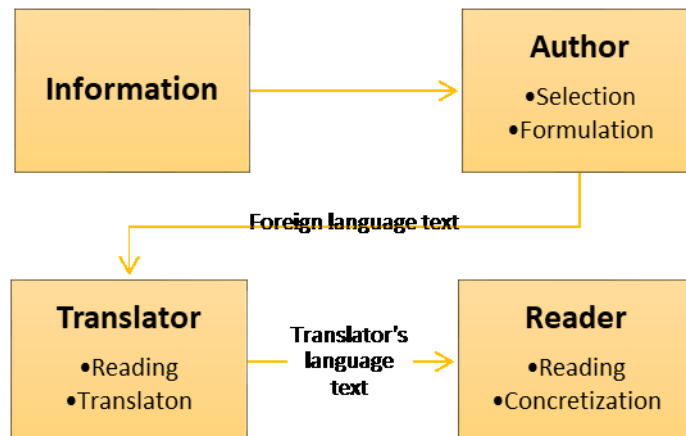 Information
Author
•Selection
•Formulation
Foreign language text
Translator
•Reading
•Translaton
Translator's
language
text
Reader
•Reading
•Concretization